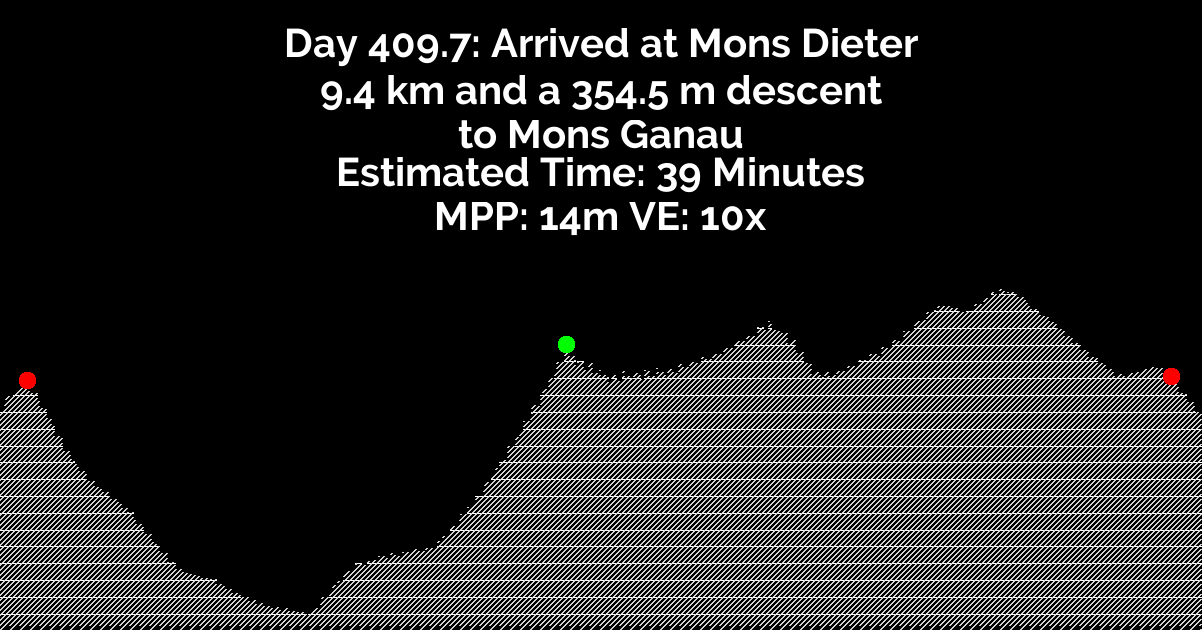 Day 409.7: Arrived at Mons Dieter
9.4 km and a 354.5 m descent
to Mons Ganau
Estimated Time: 39 Minutes
MPP: 14m VE: 10x